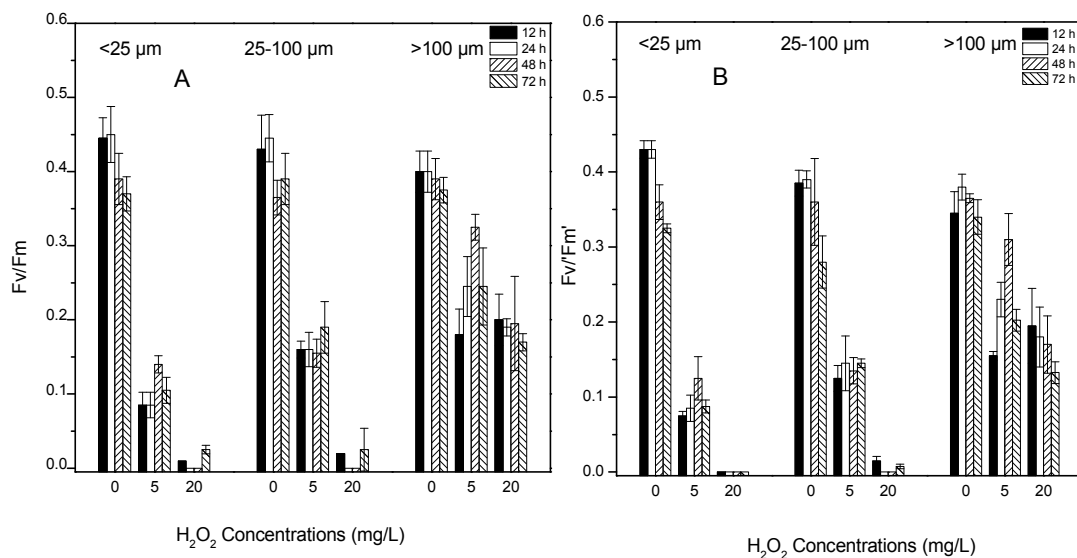 0.6
<25 µm
25-100 µm
>100 µm
12 h
24 h
48 h
72 h
A
0.5
0.4
0.3
0.2
0.1
0.0
Fv/Fm
0 5 20 0 5 20 0 5 20
H₂O₂ Concentrations (mg/L)
0.6
<25 µm
25-100 µm
>100 µm
12 h
24 h
48 h
72 h
B
0.5
0.4
0.3
0.2
0.1
0.0
Fv/'Fm'
0 5 20 0 5 20 0 5 20
H₂O₂ Concentrations (mg/L)